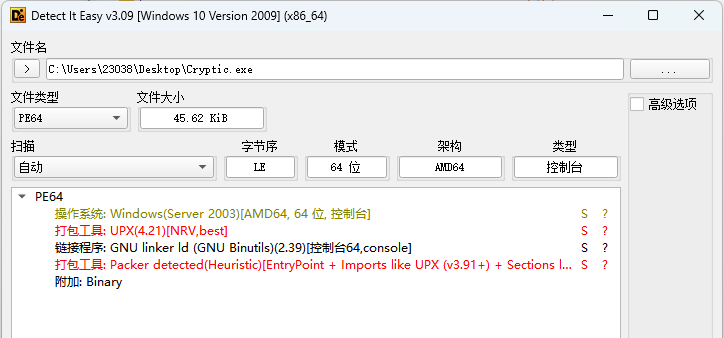 Detect It Easy v3.09 [Windows 10 Version 2009] (x86_64)
文件名
> C:\Users\23038\Desktop\Cryptic.exe ...
文件类型 文件大小
PE64 45.62 KiB 高级选项
扫描 字节序 模式 架构 类型
自动 LE 64 位 AMD64 控制台
PE64
操作系统: Windows(Server 2003)[AMD64, 64 位, 控制台] S ?
打包工具: UPX(4.21)[NRV,best] S ?
链接程序: GNU linker ld (GNU Binutils)(2.39)[控制台64,console] S ?
打包工具: Packer detected(Heuristic)[EntryPoint + Imports like UPX (v3.91+) + Sections l... S ?
附加: Binary